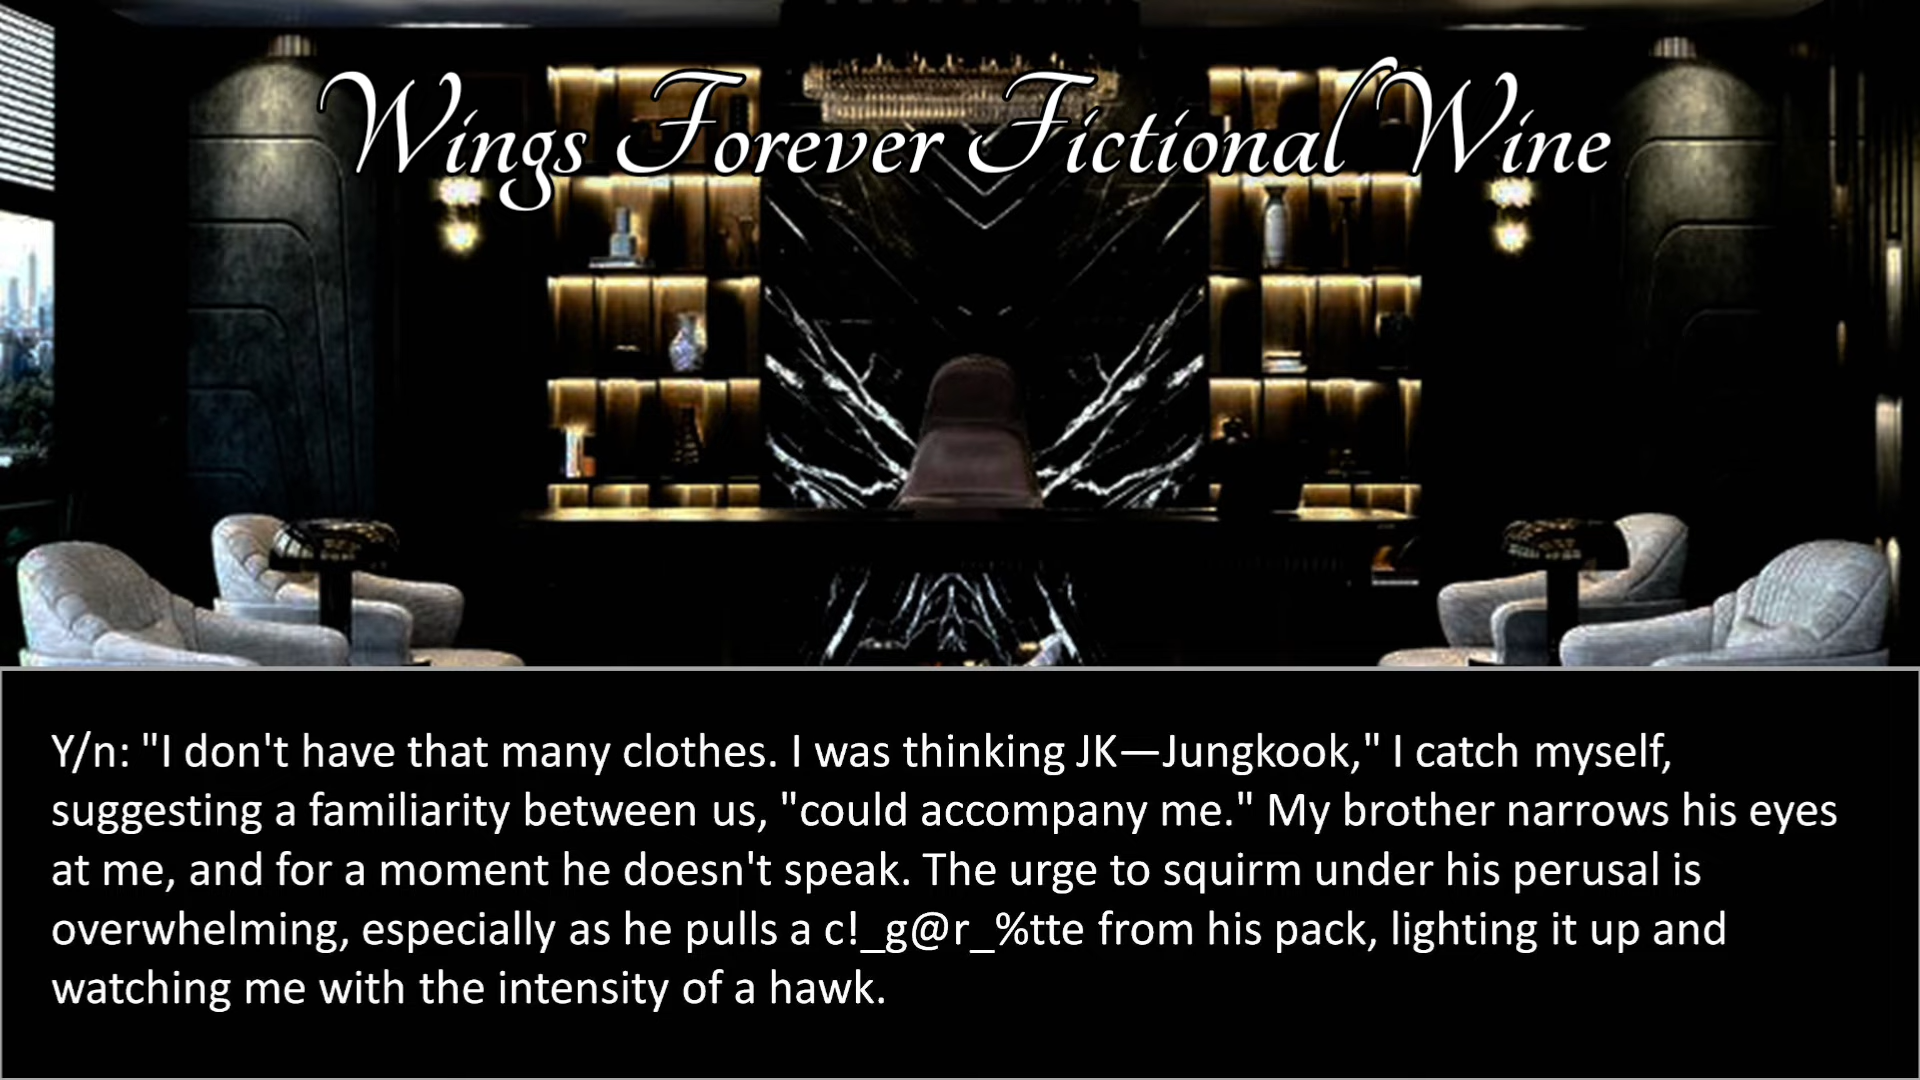 Wings Forever Fictional Wine
Y/n: "I don't have that many clothes. I was thinking JK—Jungkook," I catch myself,
suggesting a familiarity between us, "could accompany me." My brother narrows his eyes
at me, and for a moment he doesn't speak. The urge to squirm under his perusal is
overwhelming, especially as he pulls a c!_g@r_%tte from his pack, lighting it up and
watching me with the intensity of a hawk.